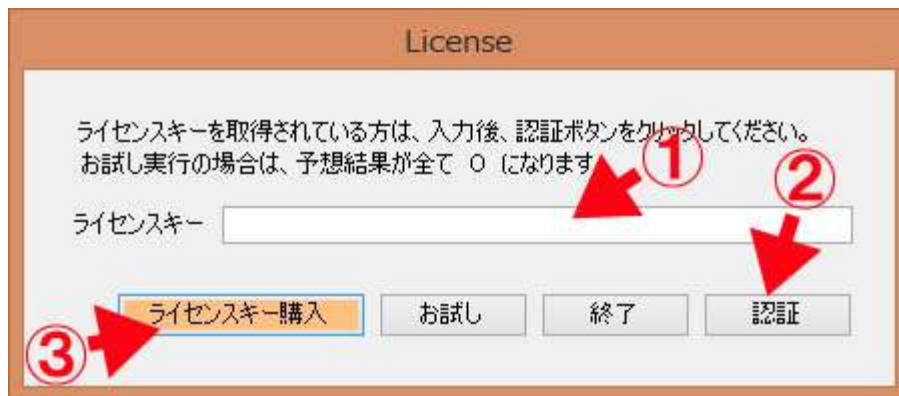 License
ライセンスキーを取得されている方は、入力後、認証ボタンをクリックしてください。
お試し実行の場合は、予想結果が全て 0 になります
①
②
ライセンスキー
ライセンスキー購入 お試し 終了 認証
③